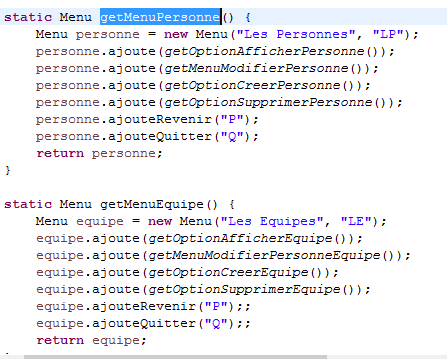 static Menu getMenuPersonne() {
    Menu personne = new Menu("Les Personnes", "LP");
    personne.ajoute(getOptionAfficherPersonne());
    personne.ajoute(getMenuModifierPersonne());
    personne.ajoute(getOptionCreerPersonne());
    personne.ajoute(getOptionSupprimerPersonne());
    personne.ajouteRevenir("P");
    personne.ajouteQuitter("Q");
    return personne;
}

static Menu getMenuEquipe() {
    Menu equipe = new Menu("Les Equipes", "LE");
    equipe.ajoute(getOptionAfficherEquipe());
    equipe.ajoute(getMenuModifierPersonneEquipe());
    equipe.ajoute(getOptionCreerEquipe());
    equipe.ajoute(getOptionSupprimerEquipe());
    equipe.ajouteRevenir("P");;
    equipe.ajouteQuitter("Q");;
    return equipe;